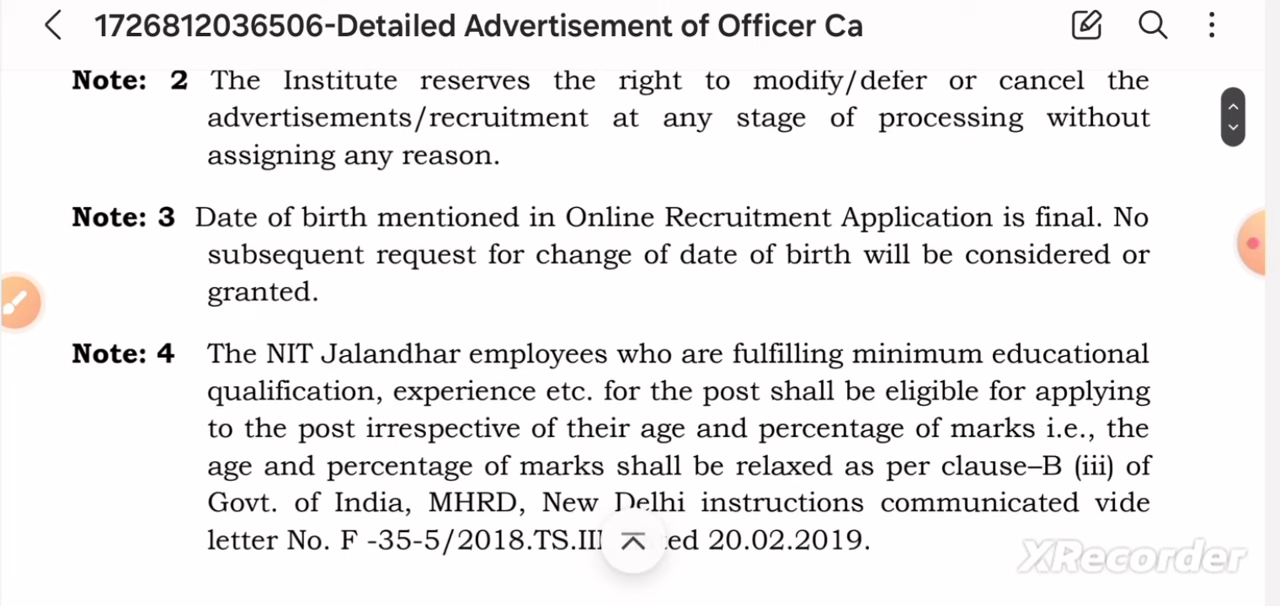 1726812036506-Detailed Advertisement of Officer Ca
Note: 2 The Institute reserves the right to modify/defer or cancel the
advertisements/recruitment at any stage of processing without
assigning any reason.
Note: 3 Date of birth mentioned in Online Recruitment Application is final. No
subsequent request for change of date of birth will be considered or
granted.
Note: 4 The NIT Jalandhar employees who are fulfilling minimum educational
qualification, experience etc. for the post shall be eligible for applying
to the post irrespective of their age and percentage of marks i.e., the
age and percentage of marks shall be relaxed as per clause–B (iii) of
Govt. of India, MHRD, New Delhi instructions communicated vide
letter No. F -35-5/2018.TS.III 20.02.2019.
XRecorder